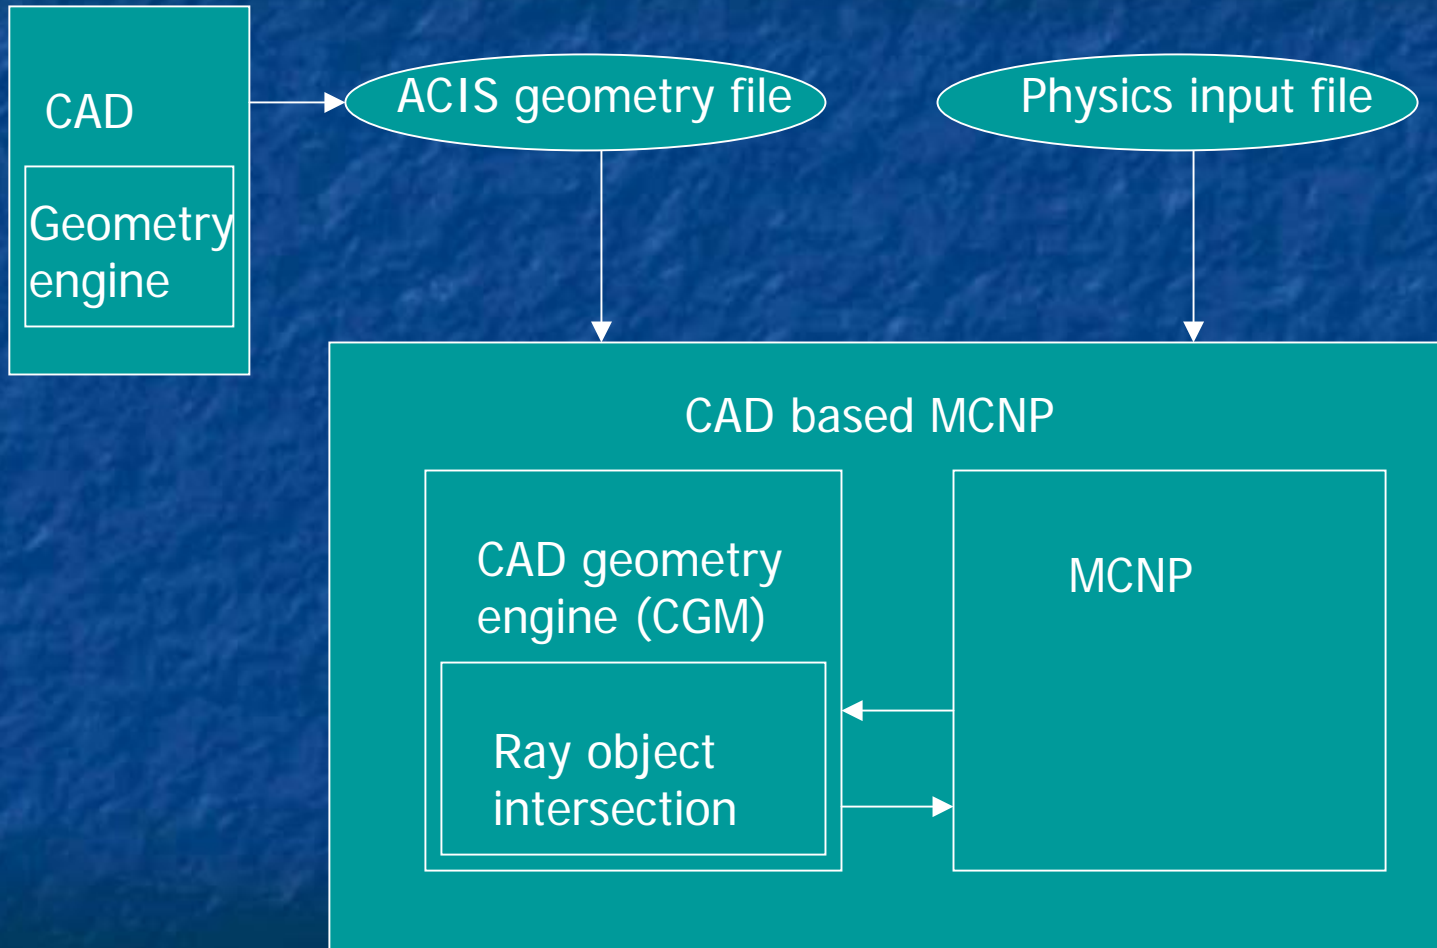 CAD
Geometry
engine
ACIS geometry file
Physics input file
CAD based MCNP
CAD geometry
engine (CGM)
Ray object
intersection
MCNP